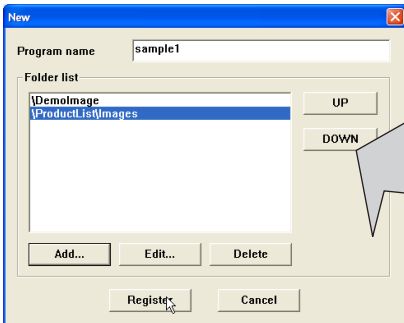 New
Program name sample1
Folder list
\DemoImage
\ProductList\Images
UP
DOWN
Add... Edit... Delete
Register Cancel